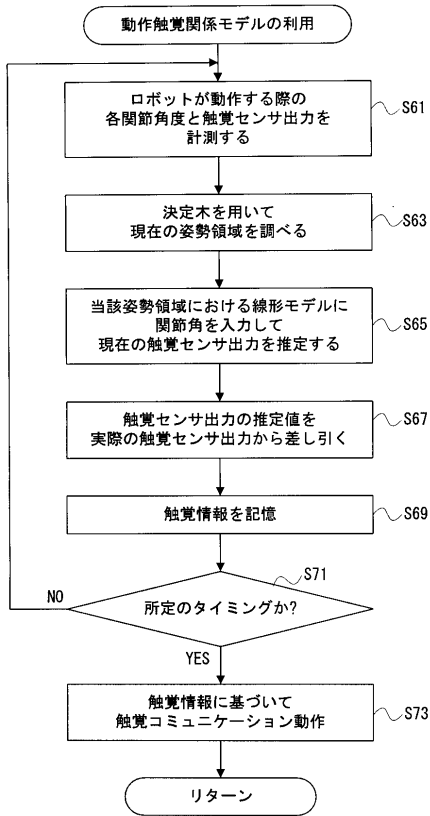 動作触覚関係モデルの利用
ロボットが動作する際の
各関節角度と触覚センサ出力を
計測する
S61
決定木を用いて
現在の姿勢領域を調べる
S63
当該姿勢領域における線形モデルに
関節角を入力して
現在の触覚センサ出力を推定する
S65
触覚センサ出力の推定値を
実際の触覚センサ出力から差し引く
S67
触覚情報を記憶
S69
S71
所定のタイミングか?
NO
YES
触覚情報に基づいて
触覚コミュニケーション動作
S73
リターン